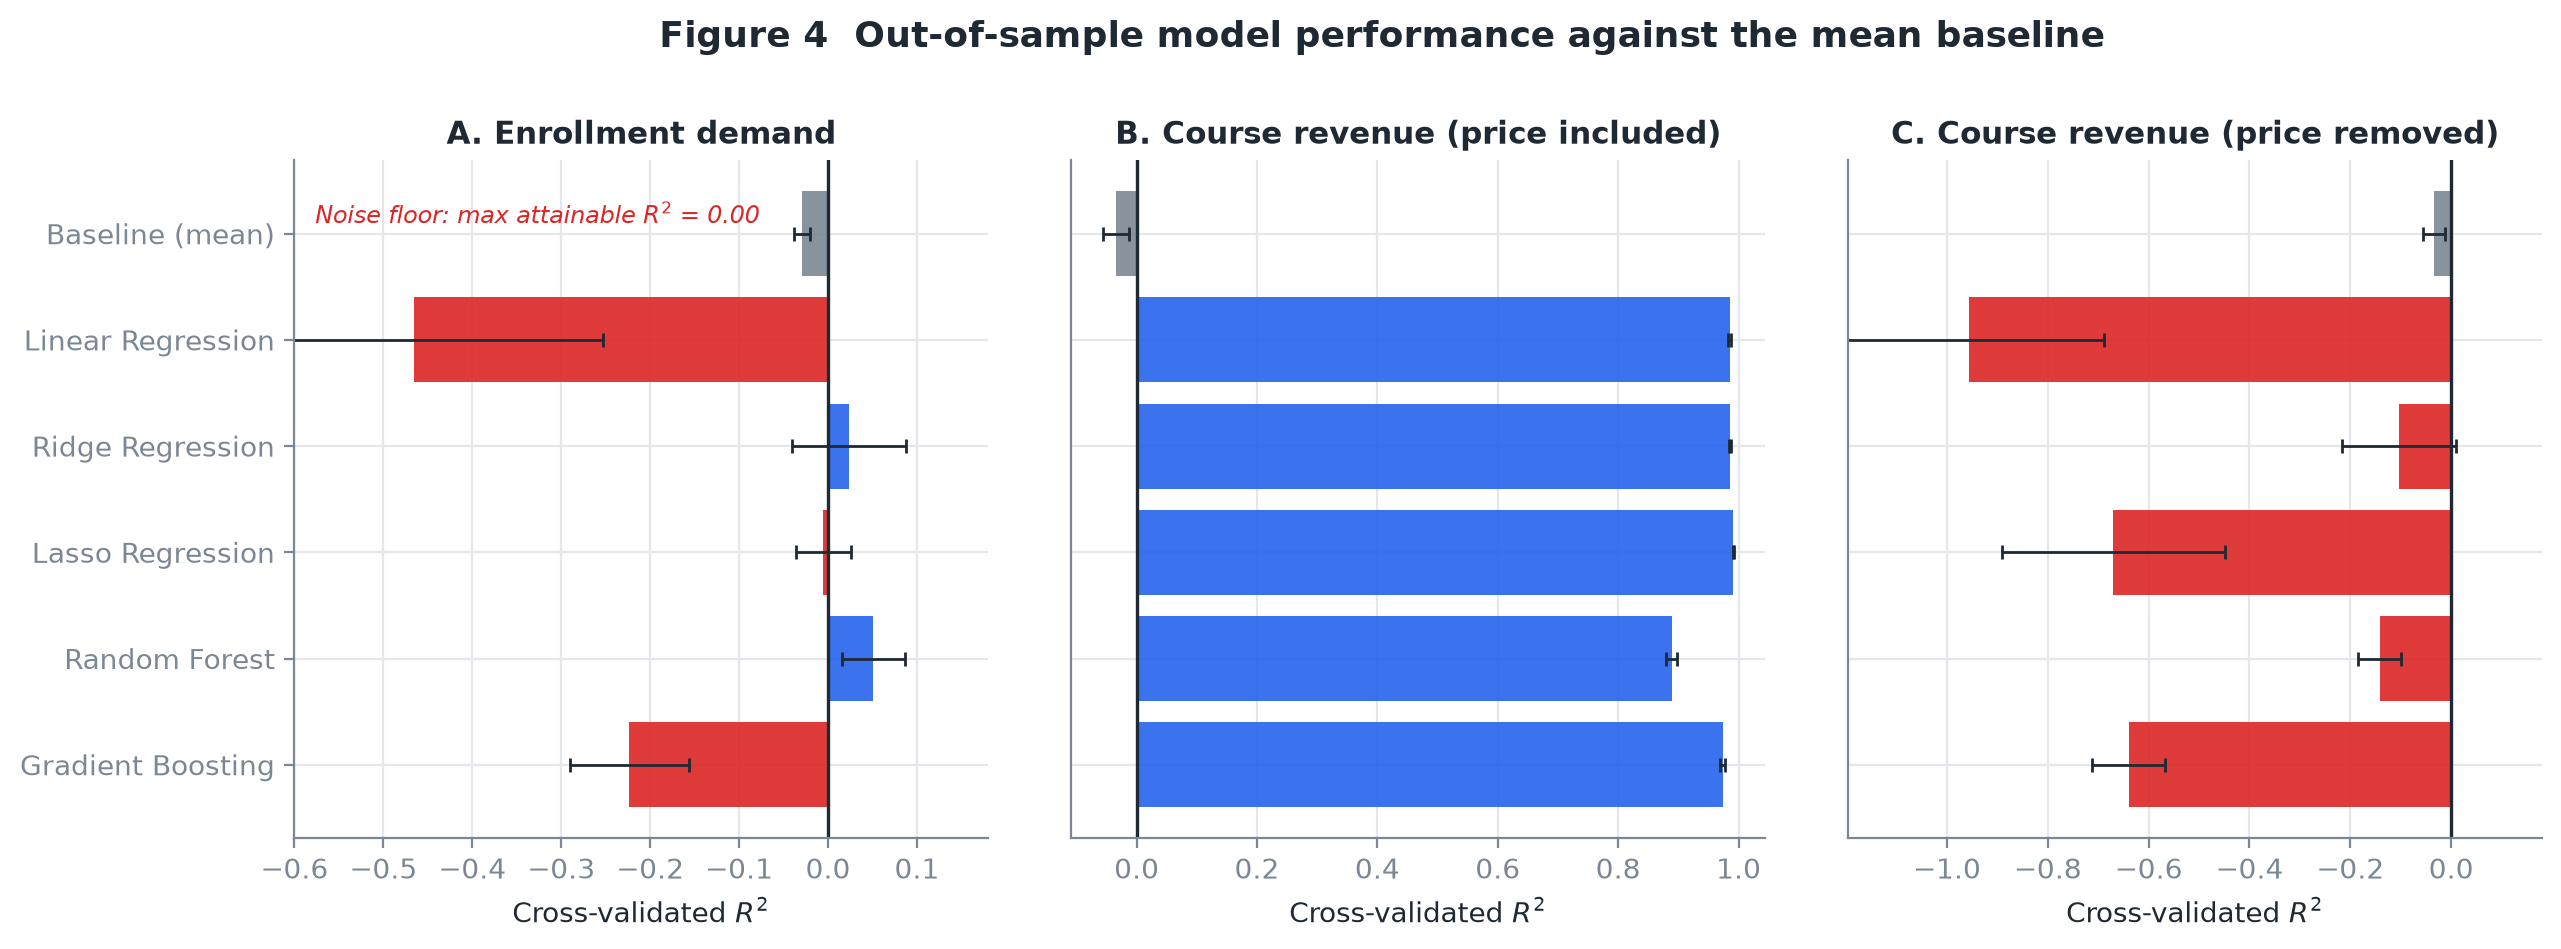 Figure 4  Out-of-sample model performance against the mean baseline
A. Enrollment demand
Noise floor: max attainable R² = 0.00
Baseline (mean)
Linear Regression
Ridge Regression
Lasso Regression
Random Forest
Gradient Boosting
−0.6 −0.5 −0.4 −0.3 −0.2 −0.1 0.0 0.1
Cross-validated R²
B. Course revenue (price included)
0.0 0.2 0.4 0.6 0.8 1.0
Cross-validated R²
C. Course revenue (price removed)
−1.0 −0.8 −0.6 −0.4 −0.2 0.0
Cross-validated R²